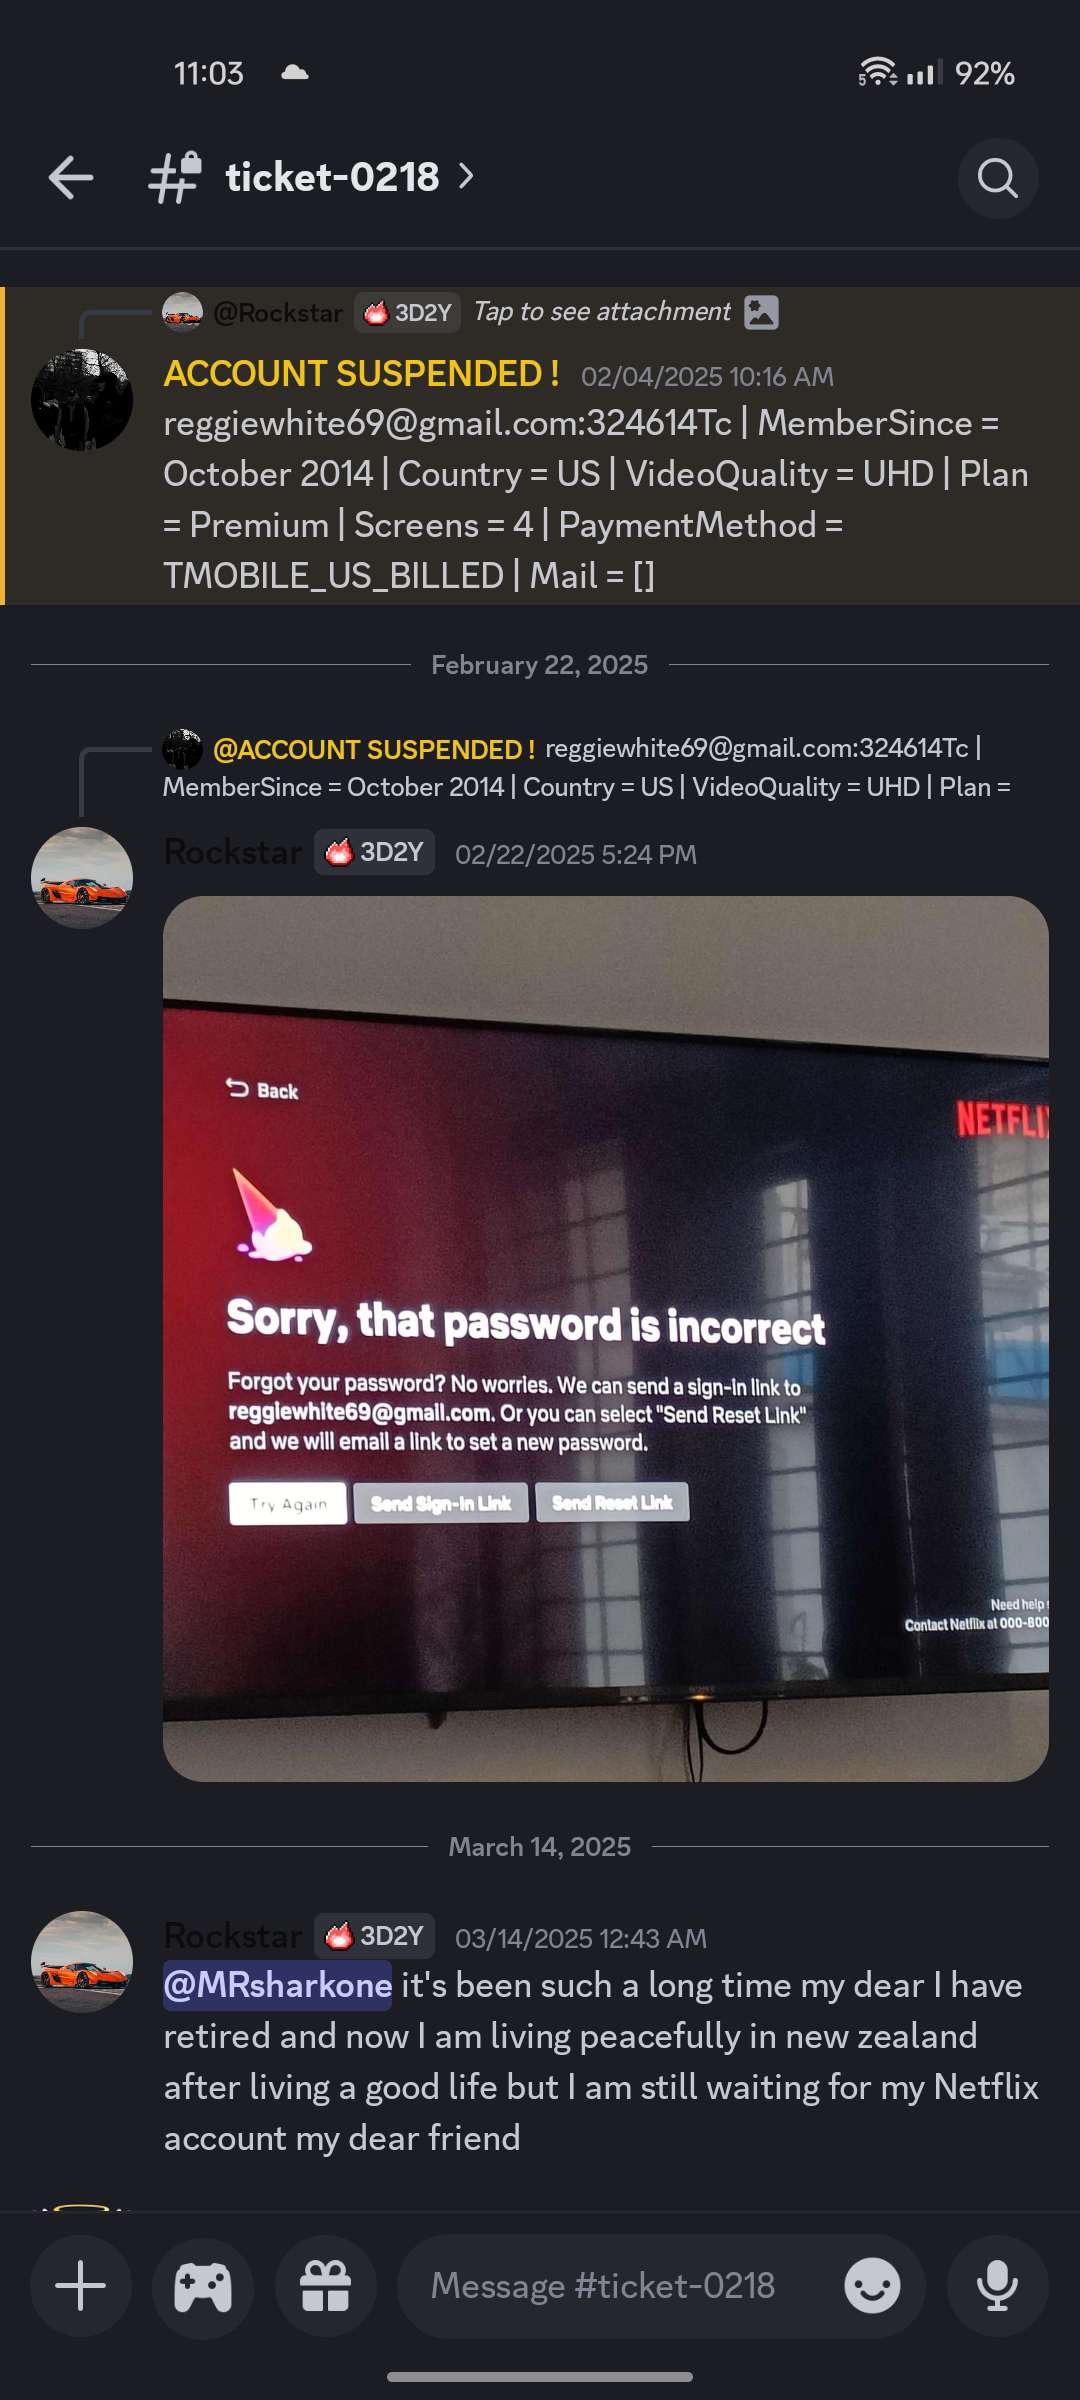 11:03
5
92%
ticket-0218
@Rockstar 3D2Y Tap to see attachment
ACCOUNT SUSPENDED ! 02/04/2025 10:16 AM
reggiewhite69@gmail.com:324614Tc | MemberSince =
October 2014 | Country = US | VideoQuality = UHD | Plan
= Premium | Screens = 4 | PaymentMethod =
TMOBILE_US_BILLED | Mail = []
February 22, 2025
@ACCOUNT SUSPENDED ! reggiewhite69@gmail.com:324614Tc |
MemberSince = October 2014 | Country = US | VideoQuality = UHD | Plan =
Rockstar 3D2Y 02/22/2025 5:24 PM
Back
NETFLIX
Sorry, that password is incorrect
Forgot your password? No worries. We can send a sign-in link to
reggiewhite69@gmail.com. Or you can select "Send Reset Link"
and we will email a link to set a new password.
Try Again Send Sign-In Link Send Reset Link
Need help
Contact Netflix at 000-800
SONY
March 14, 2025
Rockstar 3D2Y 03/14/2025 12:43 AM
@MRsharkone it's been such a long time my dear I have
retired and now I am living peacefully in new zealand
after living a good life but I am still waiting for my Netflix
account my dear friend
Message #ticket-0218